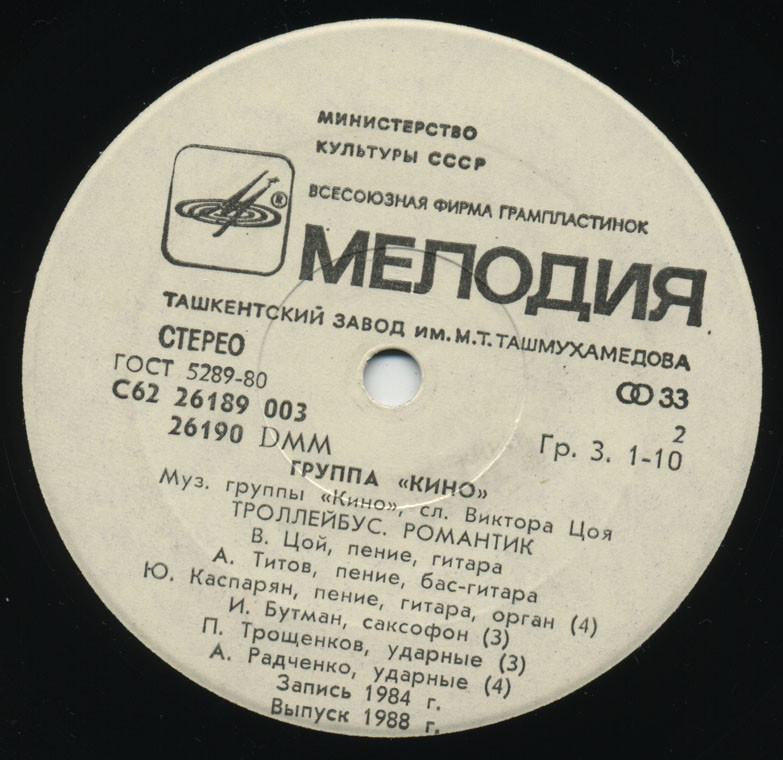 МИНИСТЕРСТВО
КУЛЬТУРЫ СССР
ВСЕСОЮЗНАЯ ФИРМА ГРАМПЛАСТИНОК
®
МЕЛОДИЯ
ТАШКЕНТСКИЙ ЗАВОД ИМ. М. Т. ТАШМУХАМЕДОВА
СТЕРЕО
ГОСТ 5289-80
33
С62 26189 003
2
26190 DMM
Гр. 3. 1-10
ГРУППА «КИНО»
Муз. группы «Кино», сл. Виктора Цоя
ТРОЛЛЕЙБУС. РОМАНТИК
В. Цой, пение, гитара
А. Титов, пение, бас-гитара
Ю. Каспарян, пение, гитара, орган (4)
И. Бутман, саксофон (3)
П. Трощенков, ударные (3)
А. Радченко, ударные (4)
Запись 1984 г.
Выпуск 1988 г.